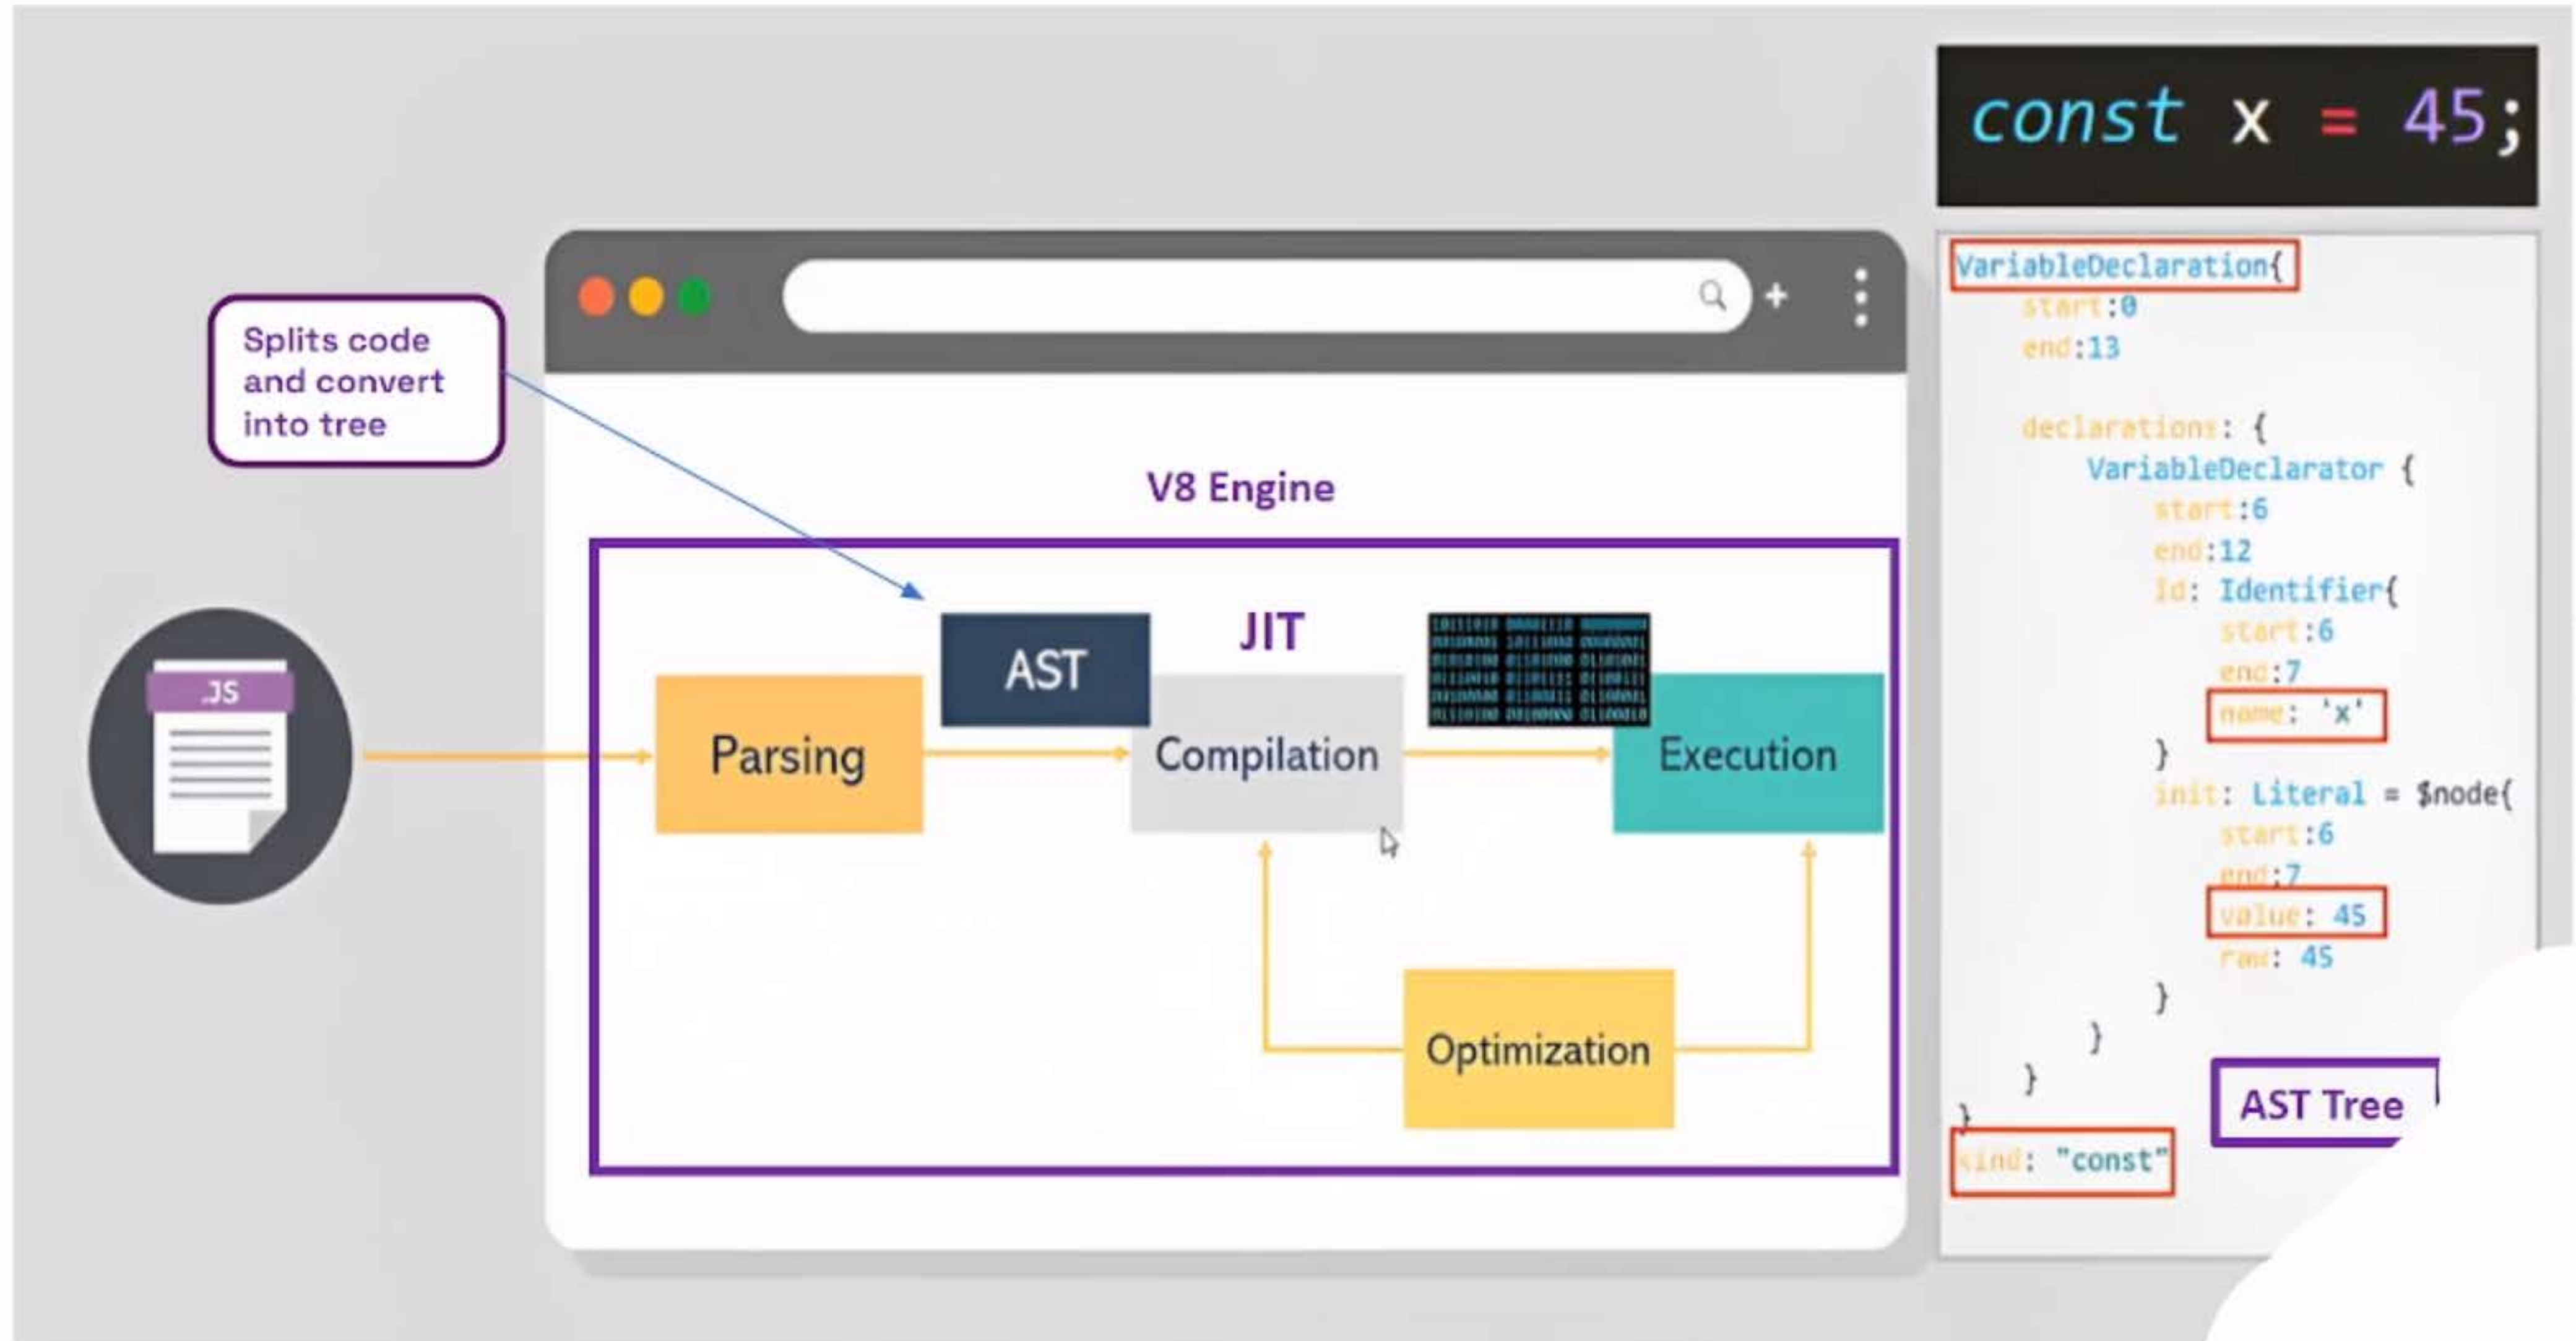 const x = 45;
Splits code
and convert
into tree
.JS
V8 Engine
AST
JIT
Parsing
Compilation
Execution
Optimization
VariableDeclaration{
start:0
end:13
declarations: {
VariableDeclarator {
start:6
end:12
id: Identifier{
start:6
end:7
name: 'x'
}
init: Literal = $node{
start:6
end:7
value: 45
raw: 45
}
}
}
}
kind: "const"
AST Tree